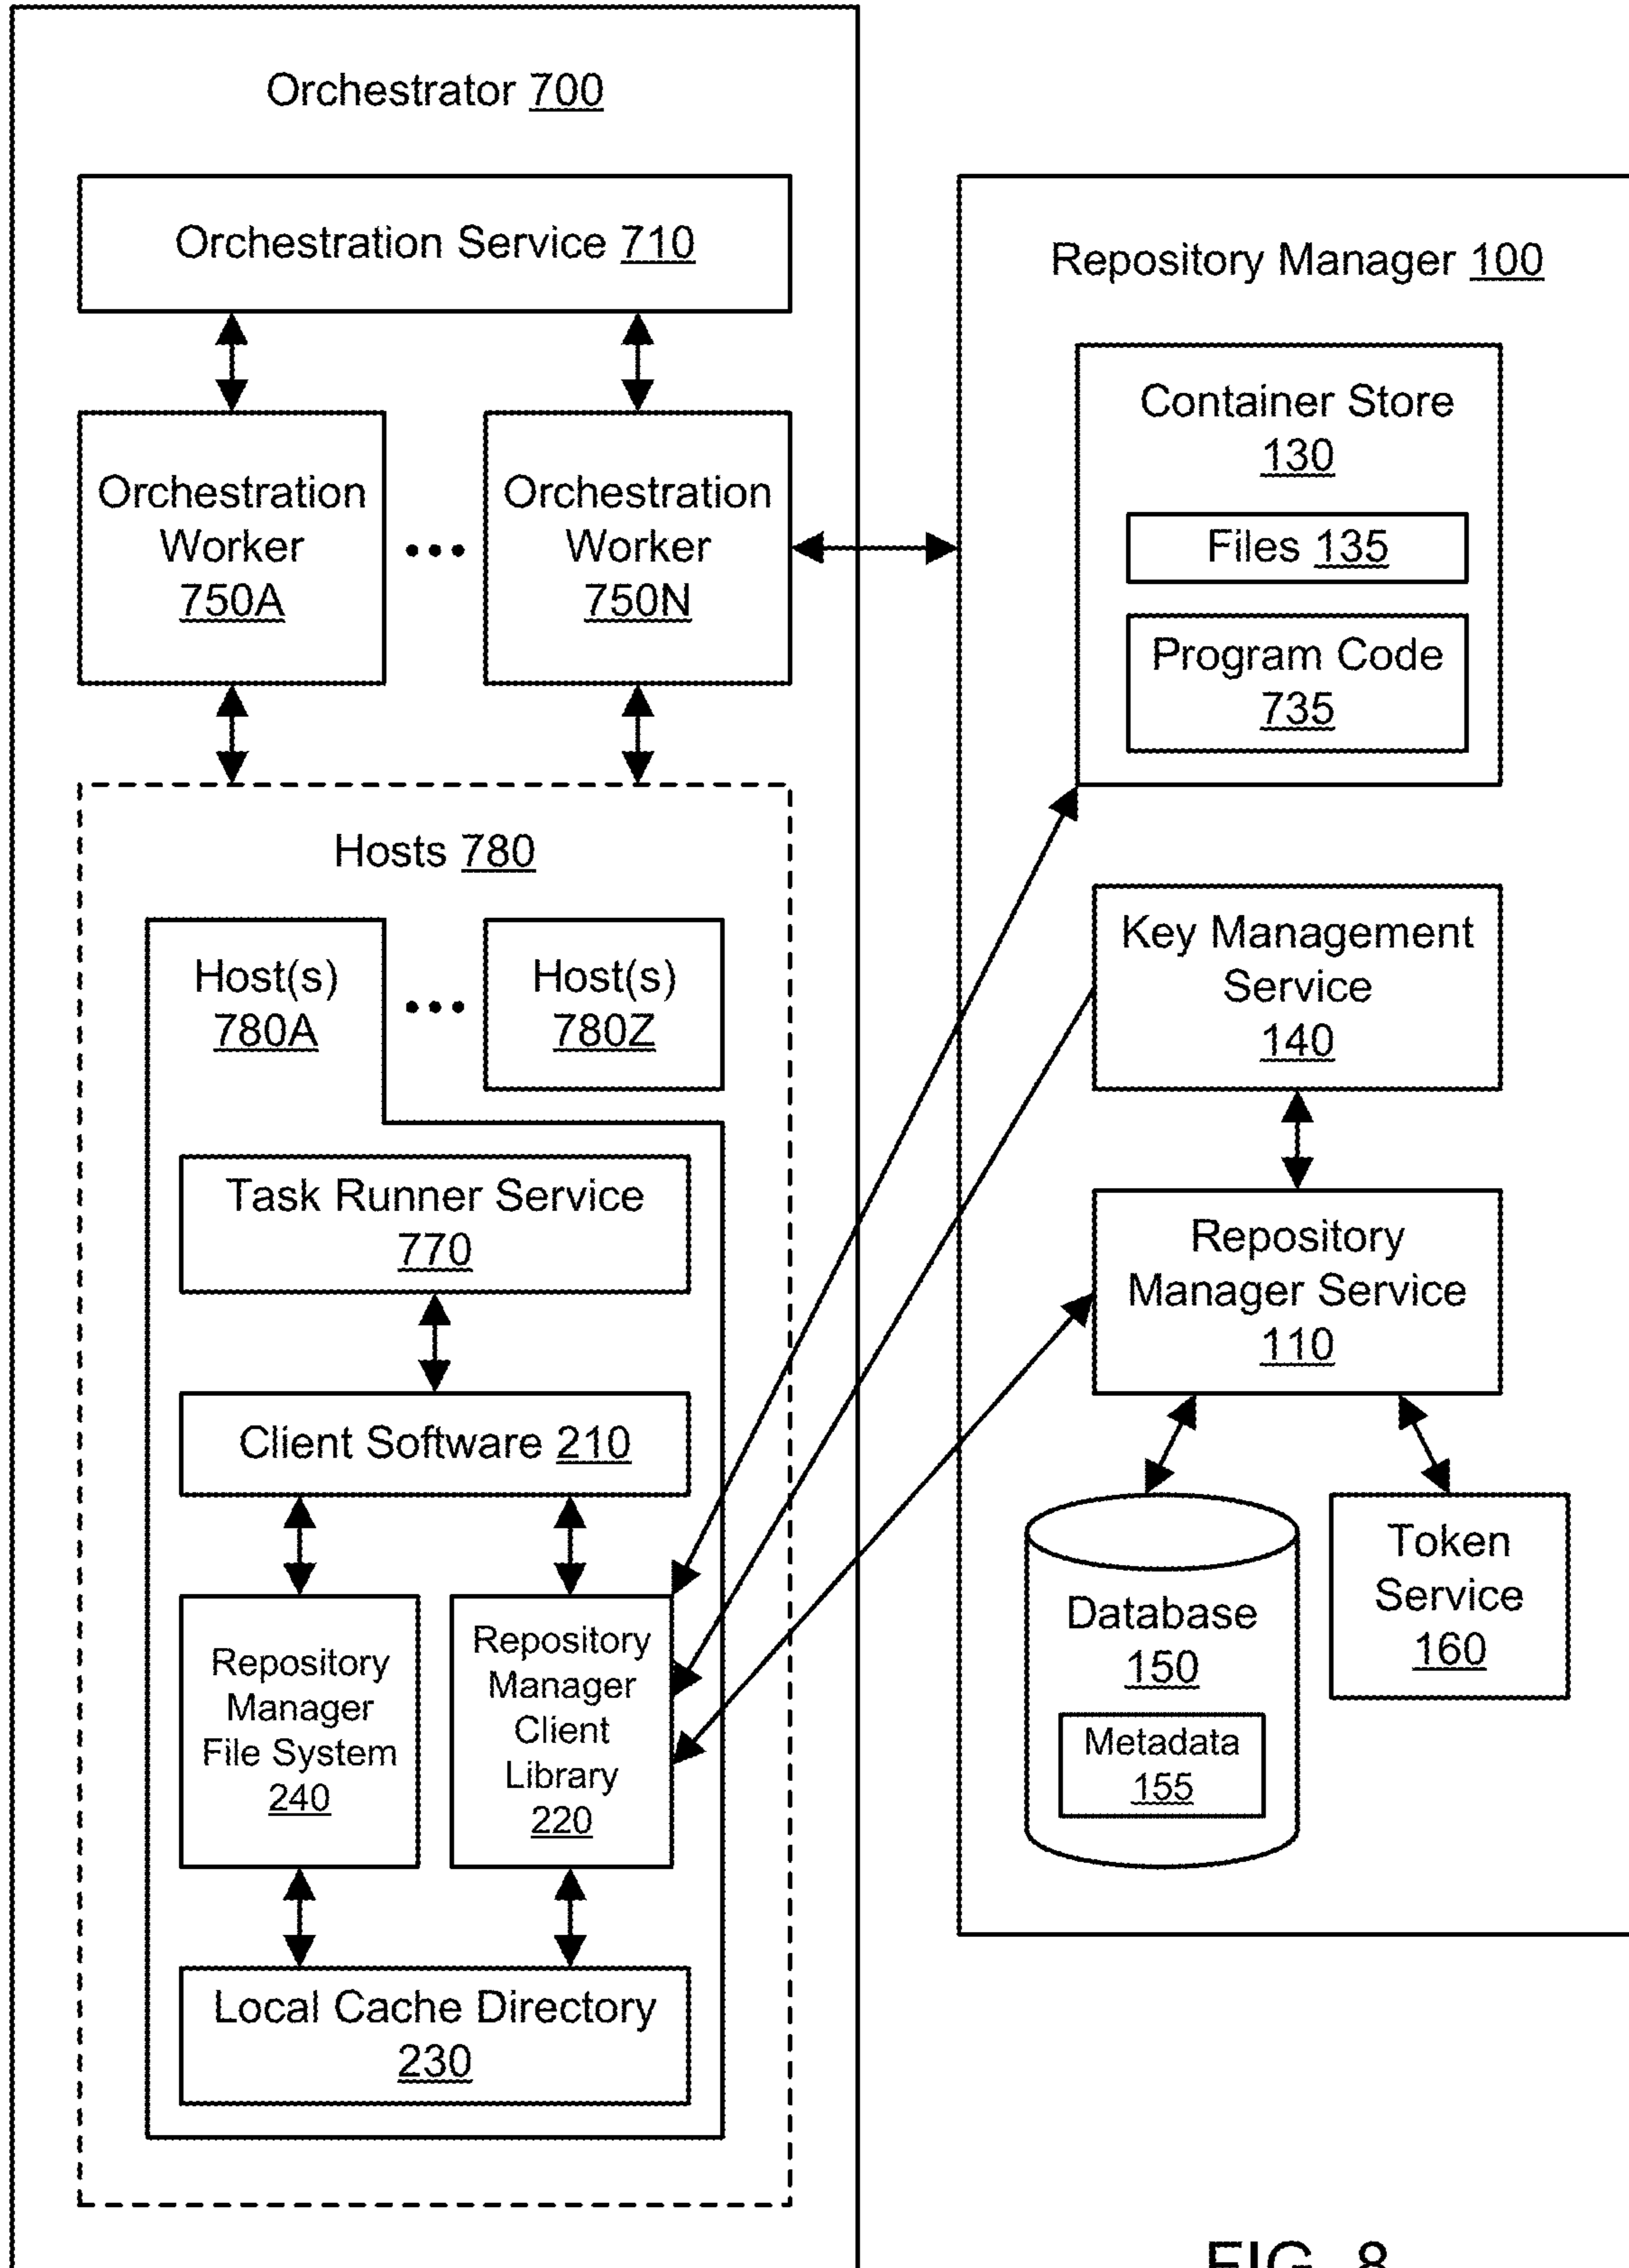 Orchestrator 700
Orchestration Service 710
Orchestration
Worker
750A
•••
Orchestration
Worker
750N
Hosts 780
Host(s)
780A
•••
Host(s)
780Z
Task Runner Service
770
Client Software 210
Repository
Manager
File System
240
Repository
Manager
Client
Library
220
Local Cache Directory
230
Repository Manager 100
Container Store
130
Files 135
Program Code
735
Key Management
Service
140
Repository
Manager Service
110
Database
150
Metadata
155
Token
Service
160
FIG. 8